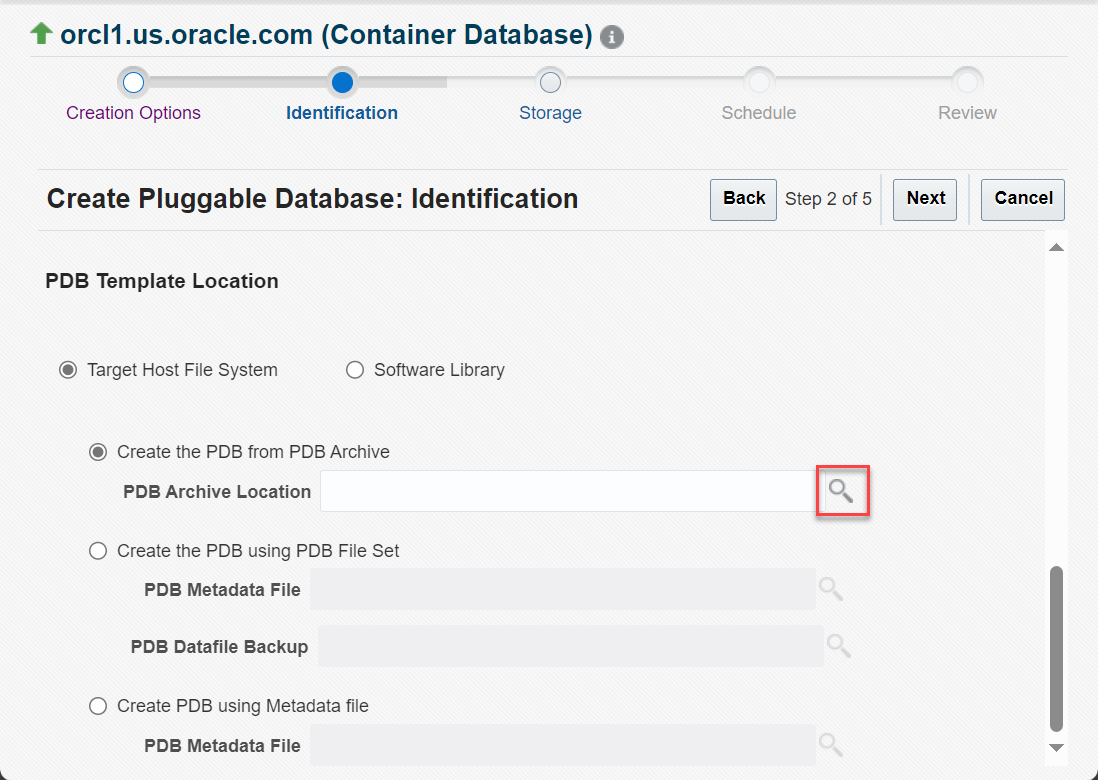 orcl1.us.oracle.com (Container Database) i
Creation Options Identification Storage Schedule Review
Create Pluggable Database: Identification Back Step 2 of 5 Next Cancel
PDB Template Location
Target Host File System Software Library
Create the PDB from PDB Archive
PDB Archive Location
Create the PDB using PDB File Set
PDB Metadata File
PDB Datafile Backup
Create PDB using Metadata file
PDB Metadata File